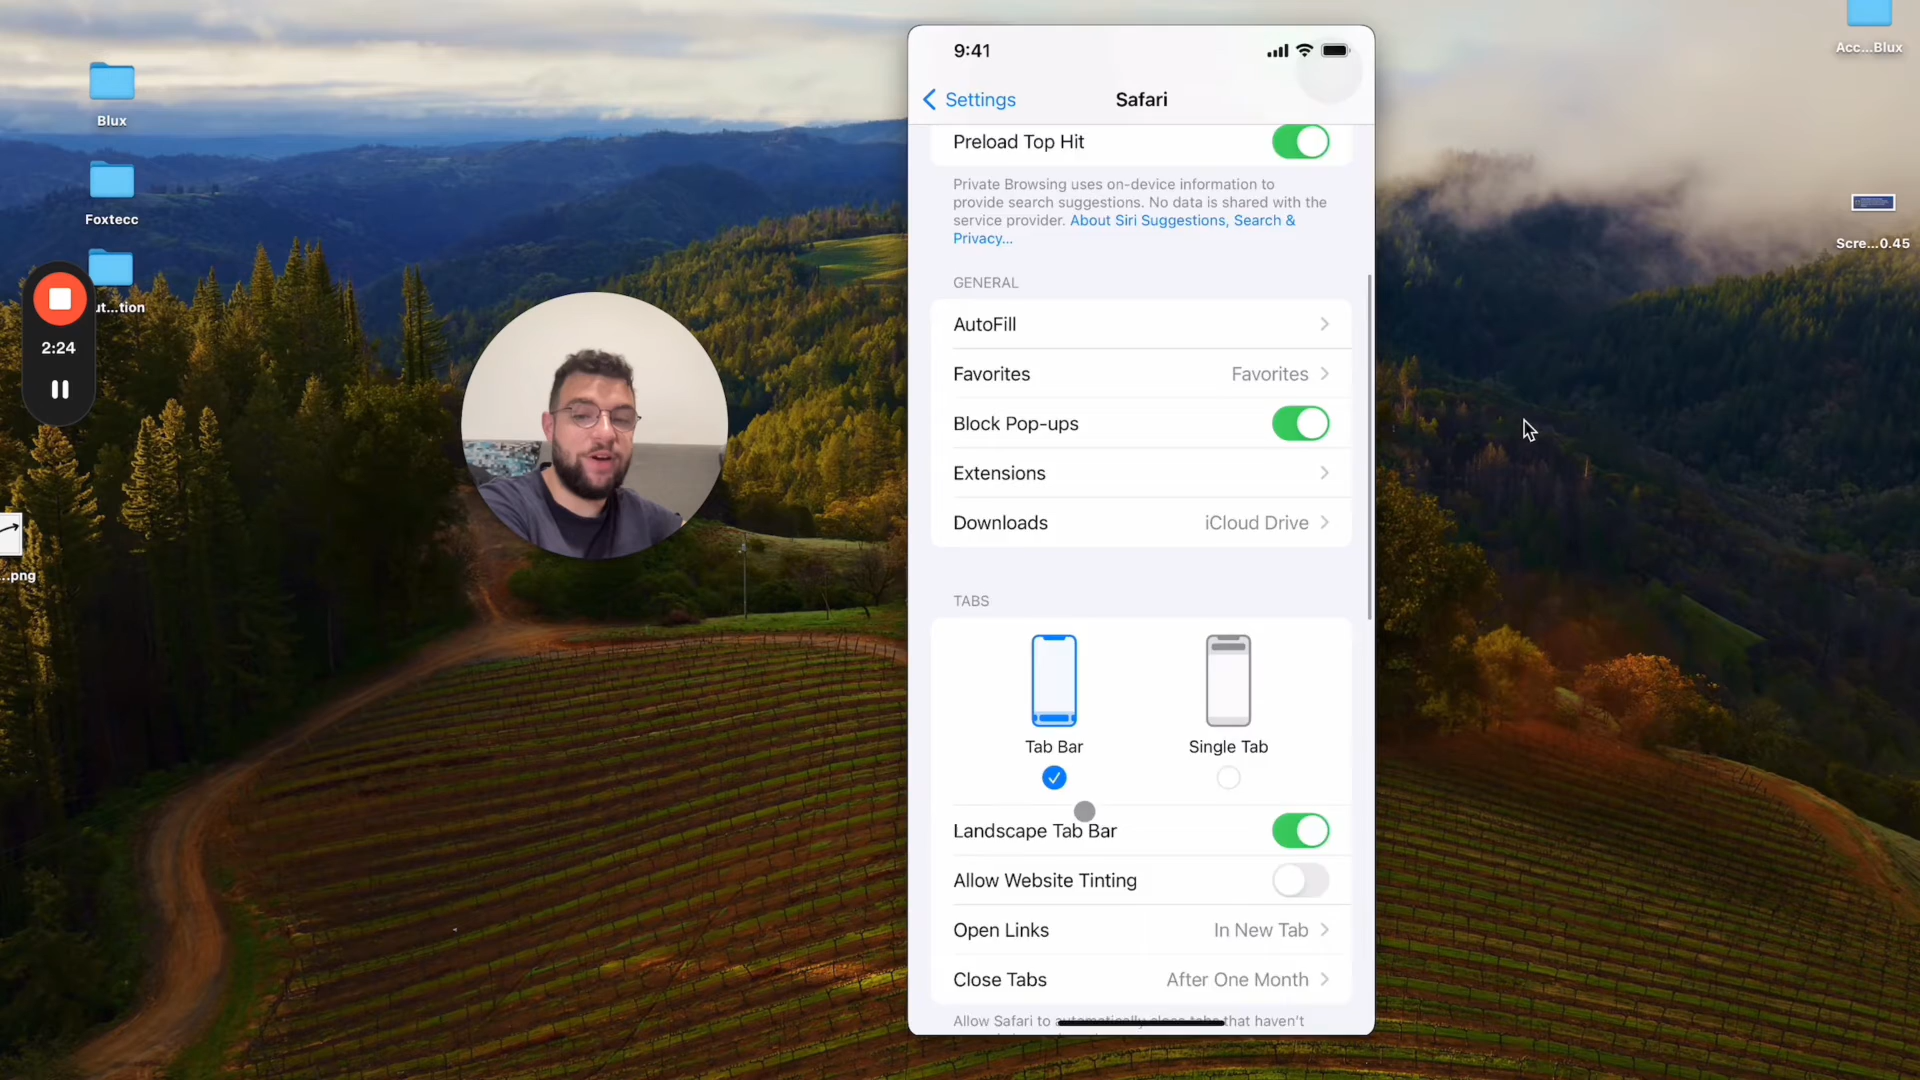 Blux
Foxtecc
ut...tion
2:24
...png
9:41
Settings
Safari
Preload Top Hit
Private Browsing uses on-device information to
provide search suggestions. No data is shared with the
service provider. About Siri Suggestions, Search &
Privacy...
GENERAL
AutoFill
Favorites Favorites
Block Pop-ups
Extensions
Downloads iCloud Drive
TABS
Tab Bar Single Tab
Landscape Tab Bar
Allow Website Tinting
Open Links In New Tab
Close Tabs After One Month
Allow Safari to automatically close tabs that haven't
Acc...Blux
Scre...0.45